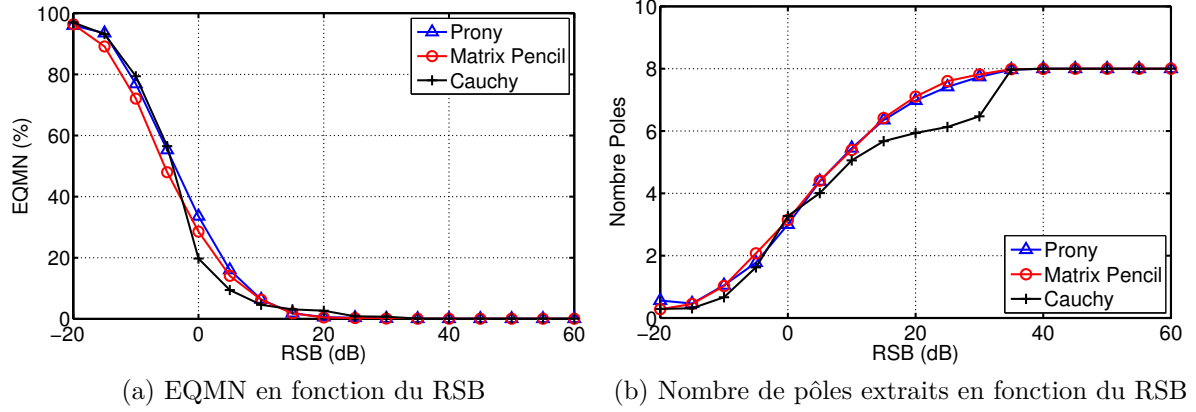 100
80
60
40
20
0
−20 0 20 40 60
EQMN (%)
RSB (dB)
Prony
Matrix Pencil
Cauchy
(a) EQMN en fonction du RSB
10
8
6
4
2
0
−20 0 20 40 60
Nombre Poles
RSB (dB)
Prony
Matrix Pencil
Cauchy
(b) Nombre de pôles extraits en fonction du RSB